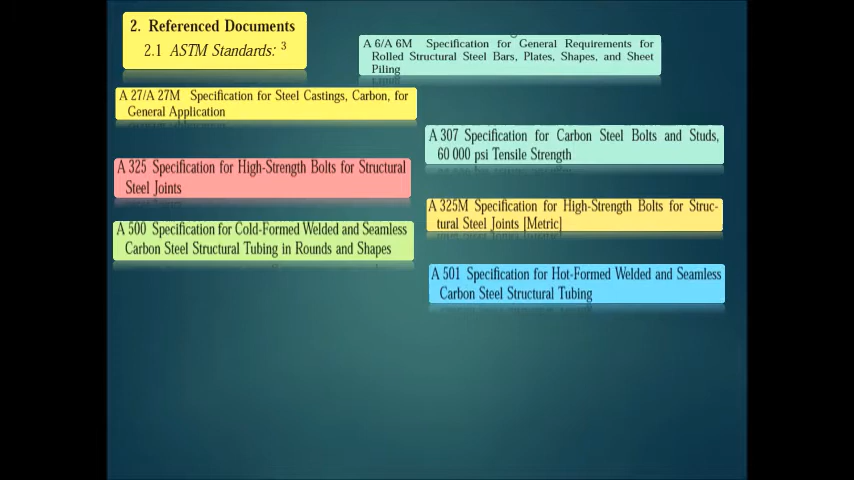 2. Referenced Documents
2.1 ASTM Standards: 3
A 6/A 6M Specification for General Requirements for
Rolled Structural Steel Bars, Plates, Shapes, and Sheet
Piling
A 27/A 27M Specification for Steel Castings, Carbon, for
General Application
A 307 Specification for Carbon Steel Bolts and Studs,
60 000 psi Tensile Strength
A 325 Specification for High-Strength Bolts for Structural
Steel Joints
A 325M Specification for High-Strength Bolts for Struc-
tural Steel Joints [Metric]
A 500 Specification for Cold-Formed Welded and Seamless
Carbon Steel Structural Tubing in Rounds and Shapes
A 501 Specification for Hot-Formed Welded and Seamless
Carbon Steel Structural Tubing